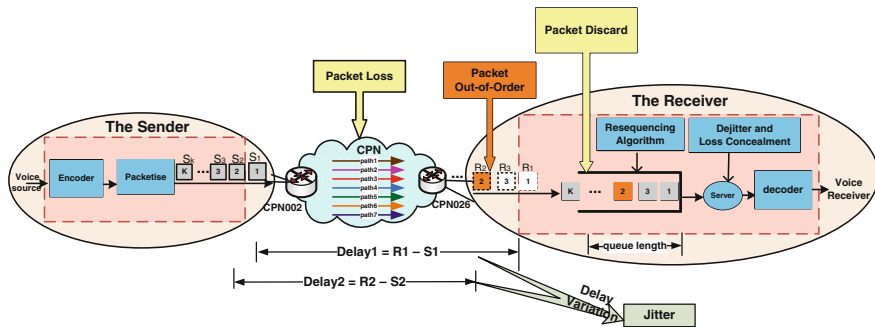 Packet Discard
Packet Loss
Packet
Out-of-Order
The Sender
The Receiver
Voice
source
Encoder
Packetise
Sk
S3
S2
S1
K
...
3
2
1
CPN002
CPN
path1
path2
path3
path4
path5
path6
path7
CPN026
...
R2
R3
R1
2
3
1
Resequencing
Algorithm
Dejitter and
Loss Concealment
K
...
2
3
1
Server
decoder
Voice
Receiver
queue length
Delay1 = R1 – S1
Delay2 = R2 – S2
Delay
Variation
Jitter